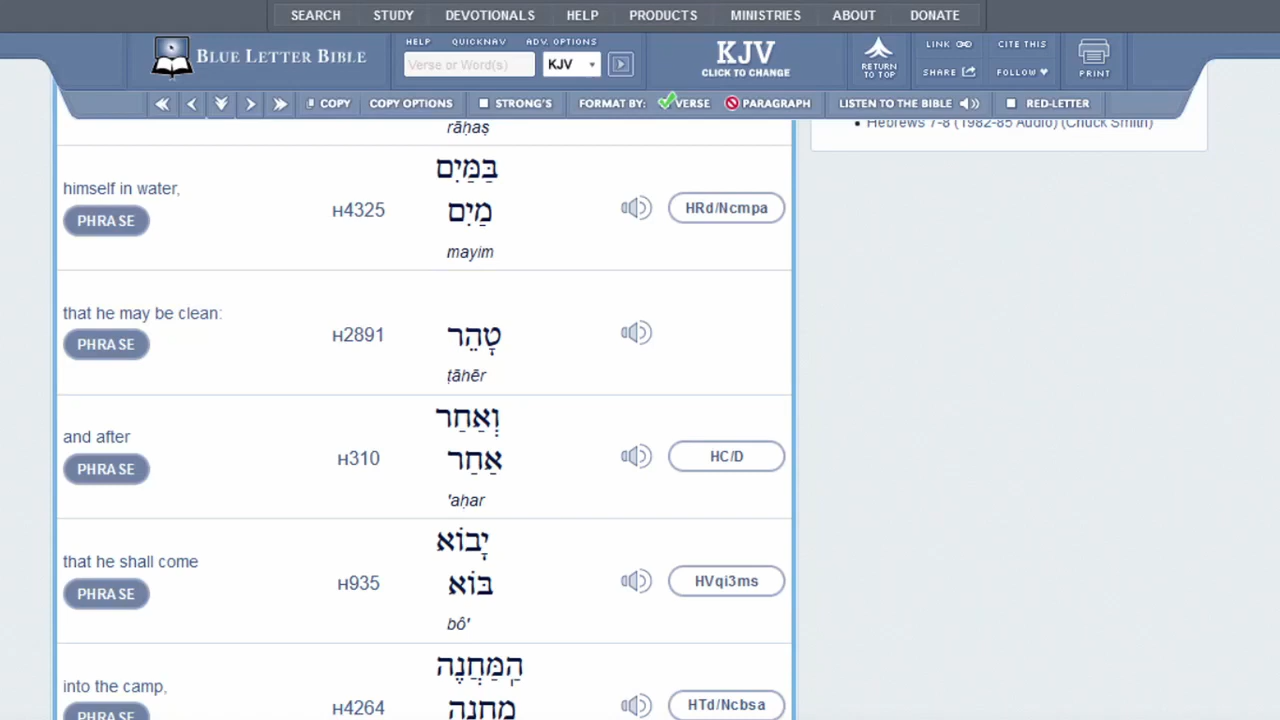 SEARCH STUDY DEVOTIONALS HELP PRODUCTS MINISTRIES ABOUT DONATE
BLUE LETTER BIBLE
HELP QUICKNAV ADV. OPTIONS
Verse or Word(s) KJV
KJV
CLICK TO CHANGE
RETURN
TO TOP
LINK CITE THIS
SHARE FOLLOW
PRINT
COPY COPY OPTIONS STRONG'S FORMAT BY: VERSE PARAGRAPH LISTEN TO THE BIBLE RED-LETTER
Hebrews 7-8 (1982-85 Audio) (Chuck Smith)
rāḥaṣ
himself in water,
PHRASE
H4325
בַּמַּיִם
מַיִם
mayim
HRd/Ncmpa
that he may be clean:
PHRASE
H2891
טָהֵר
ṭāhēr
and after
PHRASE
H310
וְאַחַר
אַחַר
'aḥar
HC/D
that he shall come
PHRASE
H935
יָבוֹא
בּוֹא
bô'
HVqi3ms
into the camp,
PHRASE
H4264
הַֽמַּחֲנֶה
מַחֲנֶה
HTd/Ncbsa